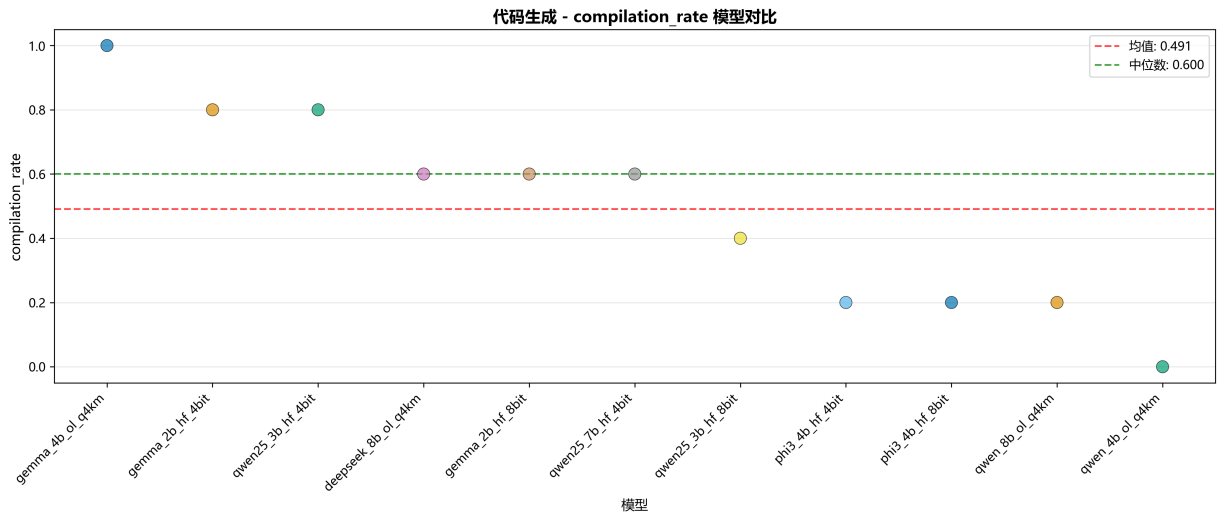 代码生成 - compilation_rate 模型对比
均值: 0.491
中位数: 0.600
compilation_rate
1.0
0.8
0.6
0.4
0.2
0.0
gemma_4b_ol_q4km
gemma_2b_hf_4bit
qwen25_3b_hf_4bit
deepseek_8b_ol_q4km
gemma_2b_hf_8bit
qwen25_7b_hf_4bit
qwen25_3b_hf_8bit
phi3_4b_hf_4bit
phi3_4b_hf_8bit
qwen_8b_ol_q4km
qwen_4b_ol_q4km
模型